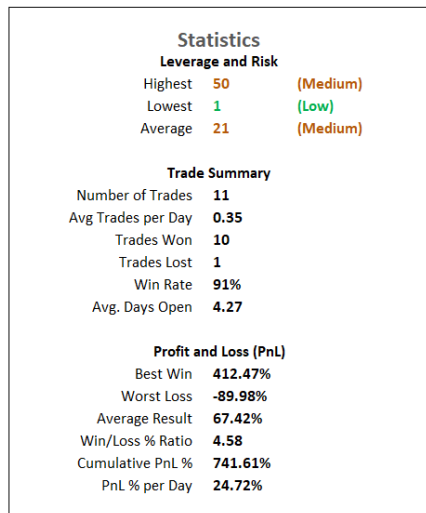 Statistics
Leverage and Risk
Highest 50 (Medium)
Lowest 1 (Low)
Average 21 (Medium)
Trade Summary
Number of Trades 11
Avg Trades per Day 0.35
Trades Won 10
Trades Lost 1
Win Rate 91%
Avg. Days Open 4.27
Profit and Loss (PnL)
Best Win 412.47%
Worst Loss -89.98%
Average Result 67.42%
Win/Loss % Ratio 4.58
Cumulative PnL % 741.61%
PnL % per Day 24.72%